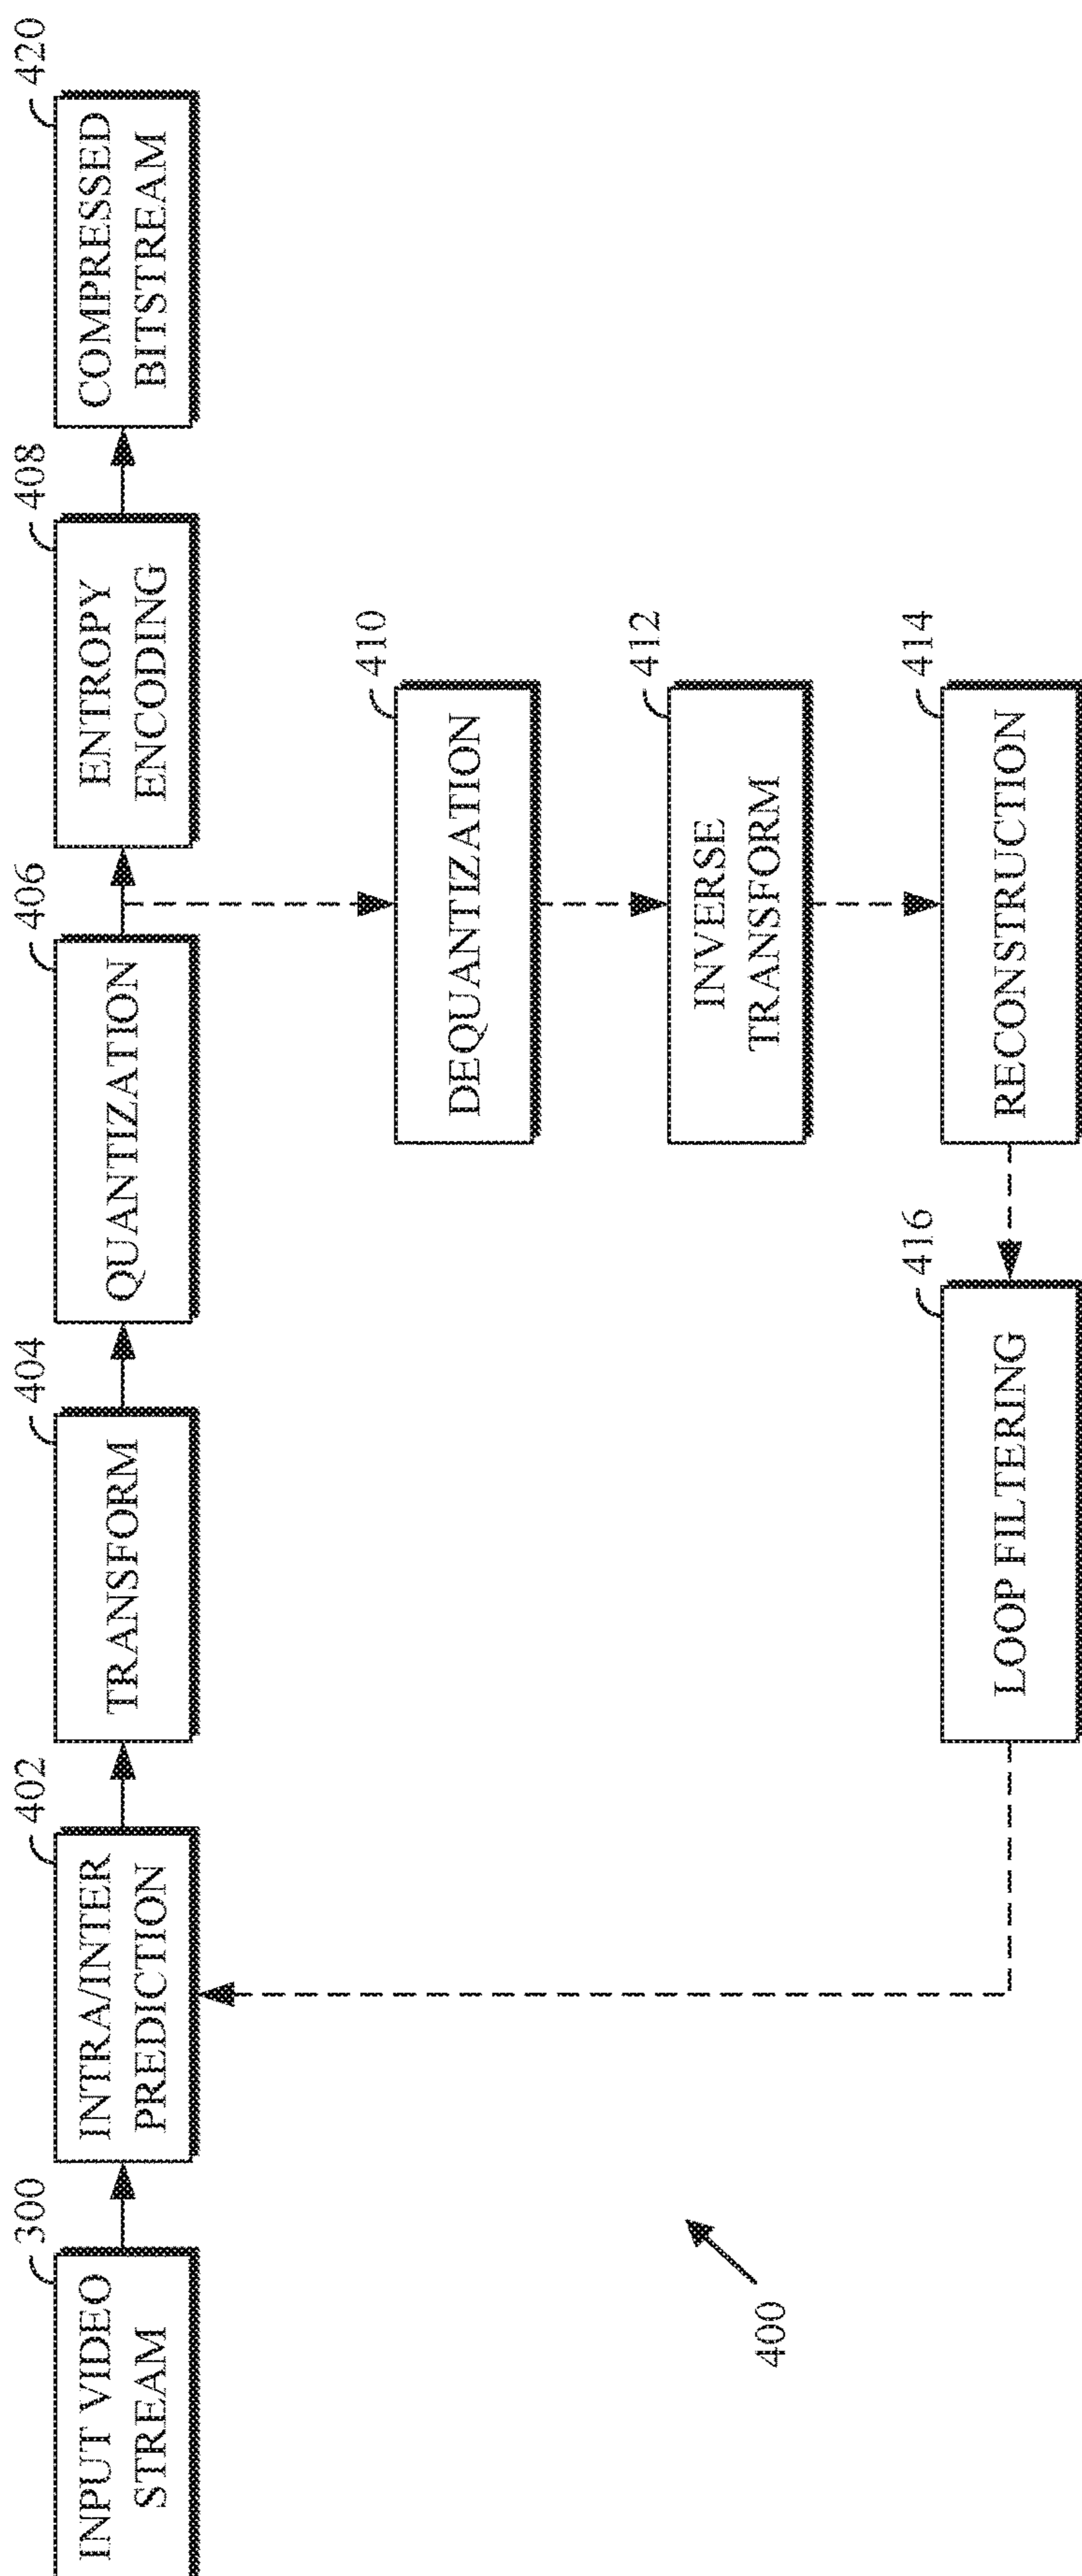 300
INPUT VIDEO
STREAM
402
INTRA/INTER
PREDICTION
404
TRANSFORM
406
QUANTIZATION
408
ENTROPY
ENCODING
420
COMPRESSED
BITSTREAM
410
DEQUANTIZATION
412
INVERSE
TRANSFORM
416
LOOP FILTERING
414
RECONSTRUCTION
400